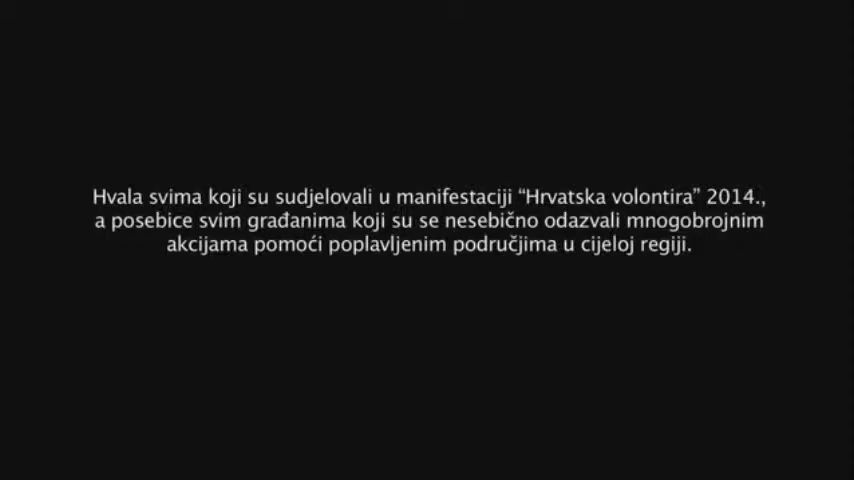 Hvala svima koji su sudjelovali u manifestaciji “Hrvatska volontira” 2014.,
a posebice svim građanima koji su se nesebično odazvali mnogobrojnim
akcijama pomoći poplavljenim područjima u cijeloj regiji.